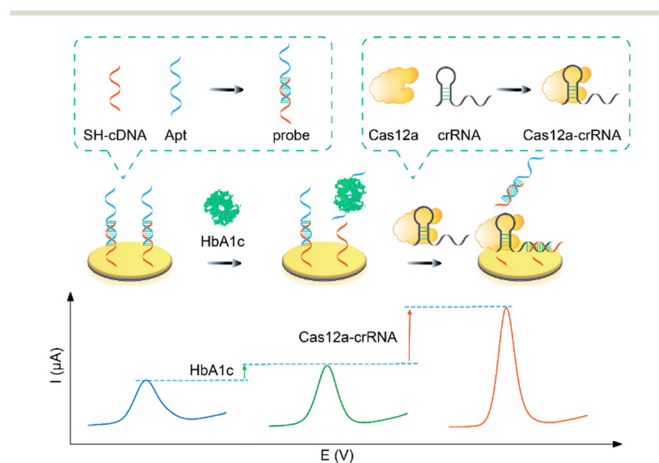 SH-cDNA Apt probe
Cas12a crRNA Cas12a-crRNA
HbA1c
Cas12a-crRNA
HbA1c
I (μA)
E (V)